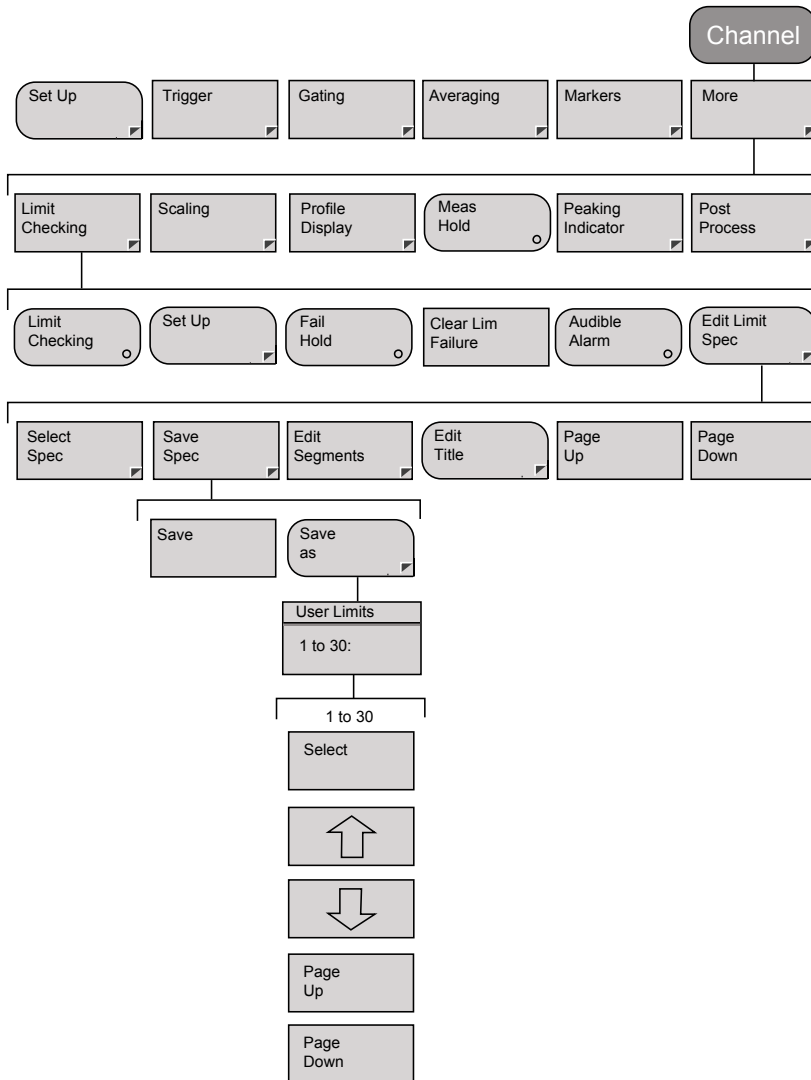 Channel
Set Up
Trigger
Gating
Averaging
Markers
More
Limit
Checking
Scaling
Profile
Display
Meas
Hold
Peaking
Indicator
Post
Process
Limit
Checking
Set Up
Fail
Hold
Clear Lim
Failure
Audible
Alarm
Edit Limit
Spec
Select
Spec
Save
Spec
Edit
Segments
Edit
Title
Page
Up
Page
Down
Save
Save
as
User Limits
1 to 30:
1 to 30
Select
Page
Up
Page
Down